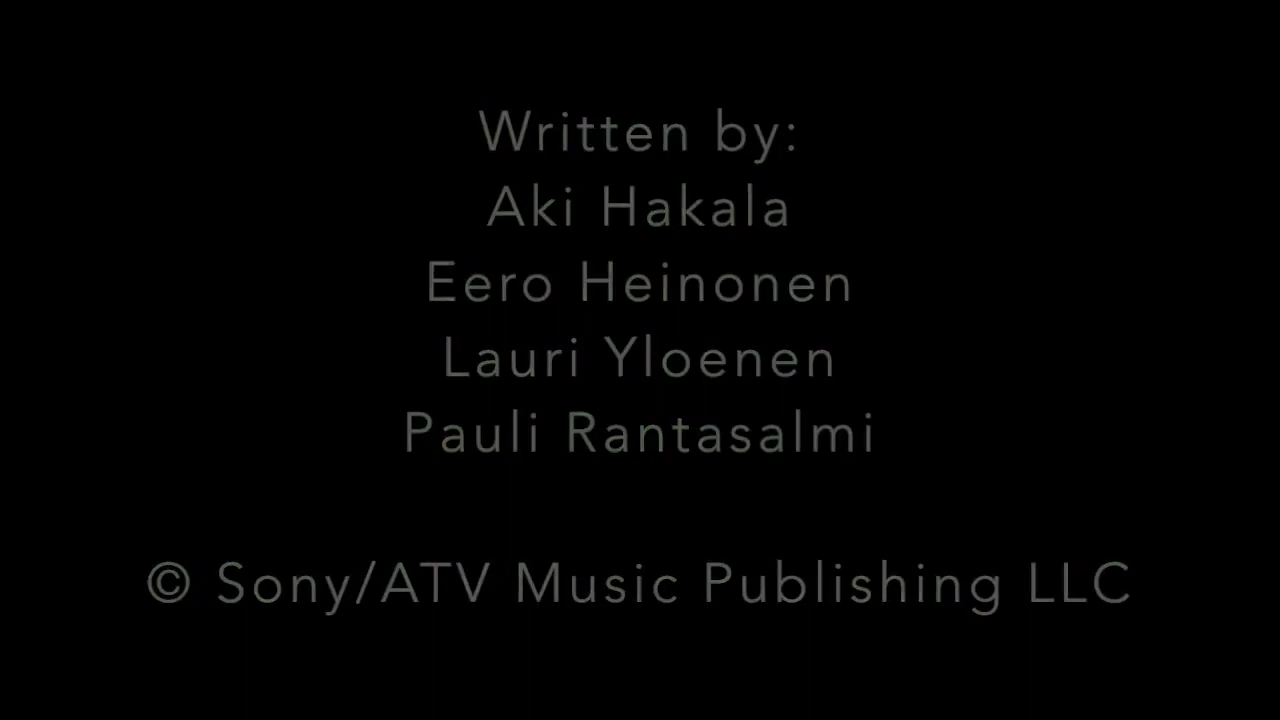 Written by:
Aki Hakala
Eero Heinonen
Lauri Yloenen
Pauli Rantasalmi
© Sony/ATV Music Publishing LLC